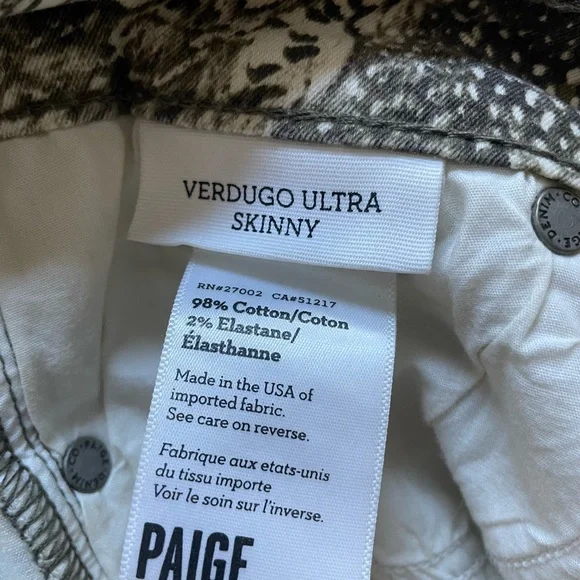 VERDUGO ULTRA
SKINNY
RN#27002 CA#51217
98% Cotton/Coton
2% Elastane/
Élasthanne
Made in the USA of
imported fabric.
See care on reverse.
Fabrique aux etats-unis
du tissu importe
Voir le soin sur l'inverse.
PAIGE